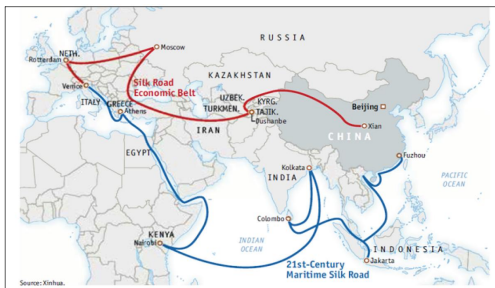 RUSSIA
NETH.
Rotterdam
Moscow
KAZAKHSTAN
Silk Road
Economic Belt
Venice
ITALY
GREECE
Athens
UZBEK.
KYRG.
TURKMEN.
TAJIK.
Dushanbe
Beijing
Xian
CHINA
IRAN
EGYPT
Kolkata
INDIA
Fuzhou
PACIFIC
OCEAN
Colombo
KENYA
Nairobi
INDIAN
OCEAN
INDONESIA
Jakarta
21st-Century
Maritime Silk Road
Source: Xinhua.